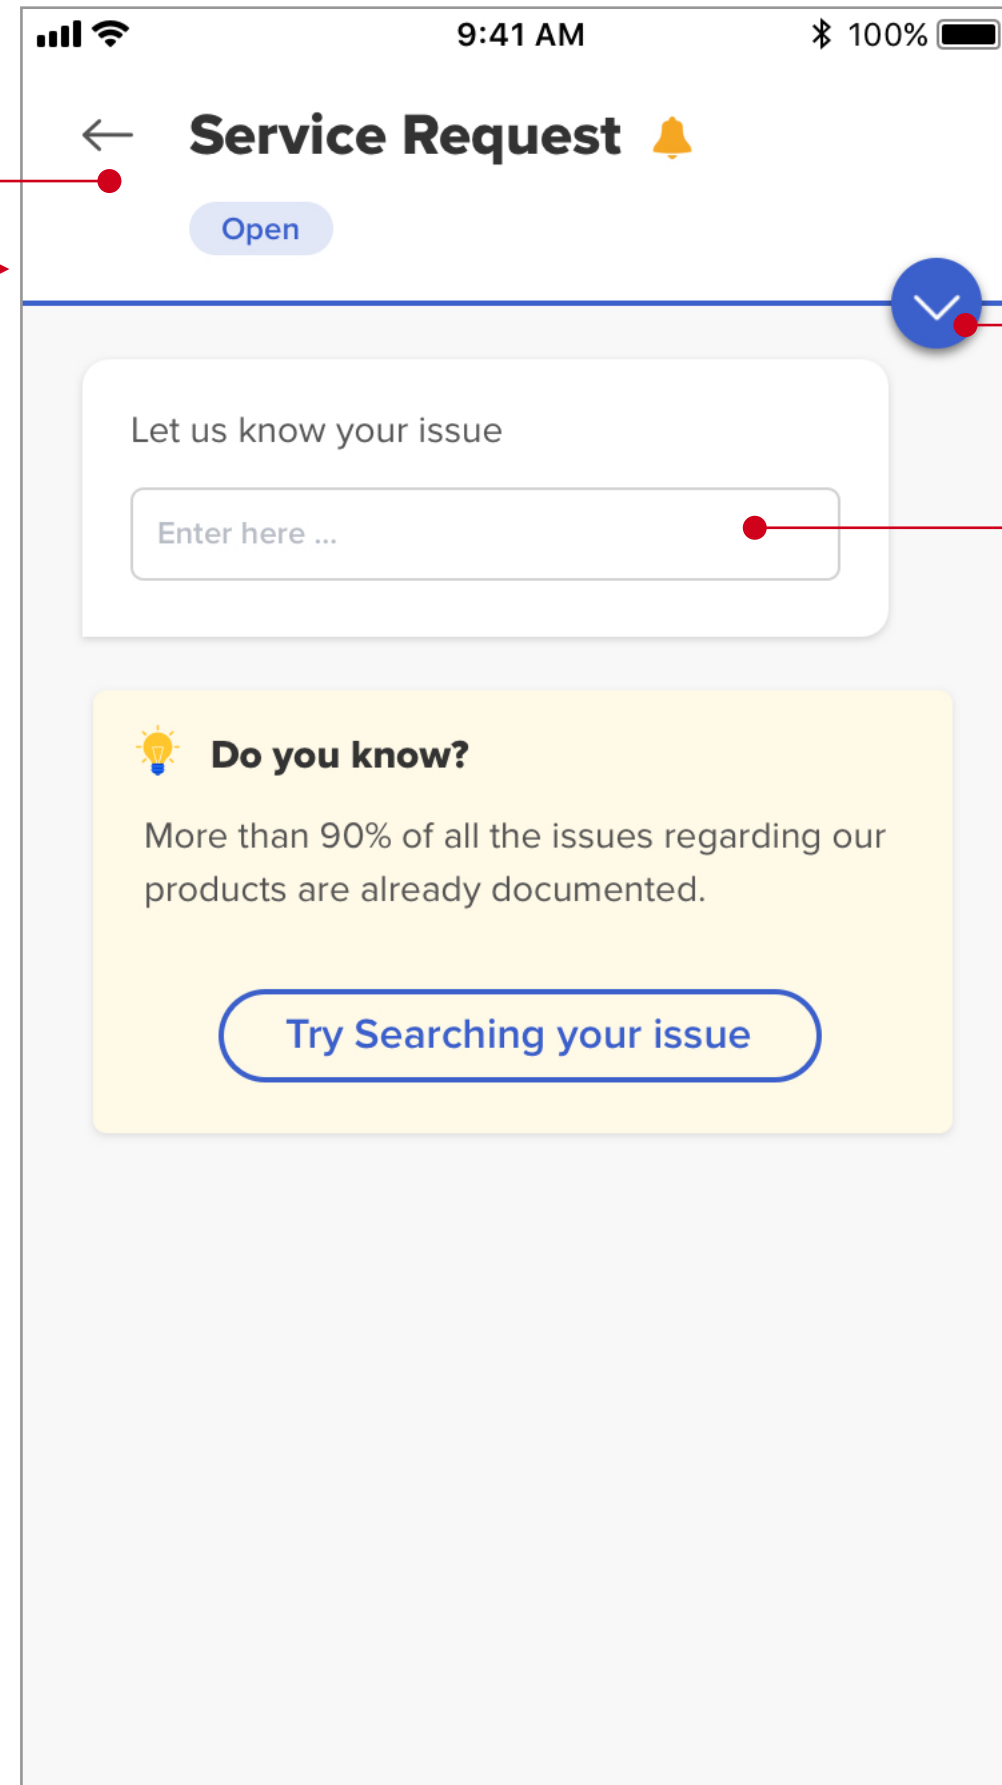 9:41 AM
100%
Service Request
Open
Let us know your issue
Enter here ...
Do you know?
More than 90% of all the issues regarding our
products are already documented.
Try Searching your issue